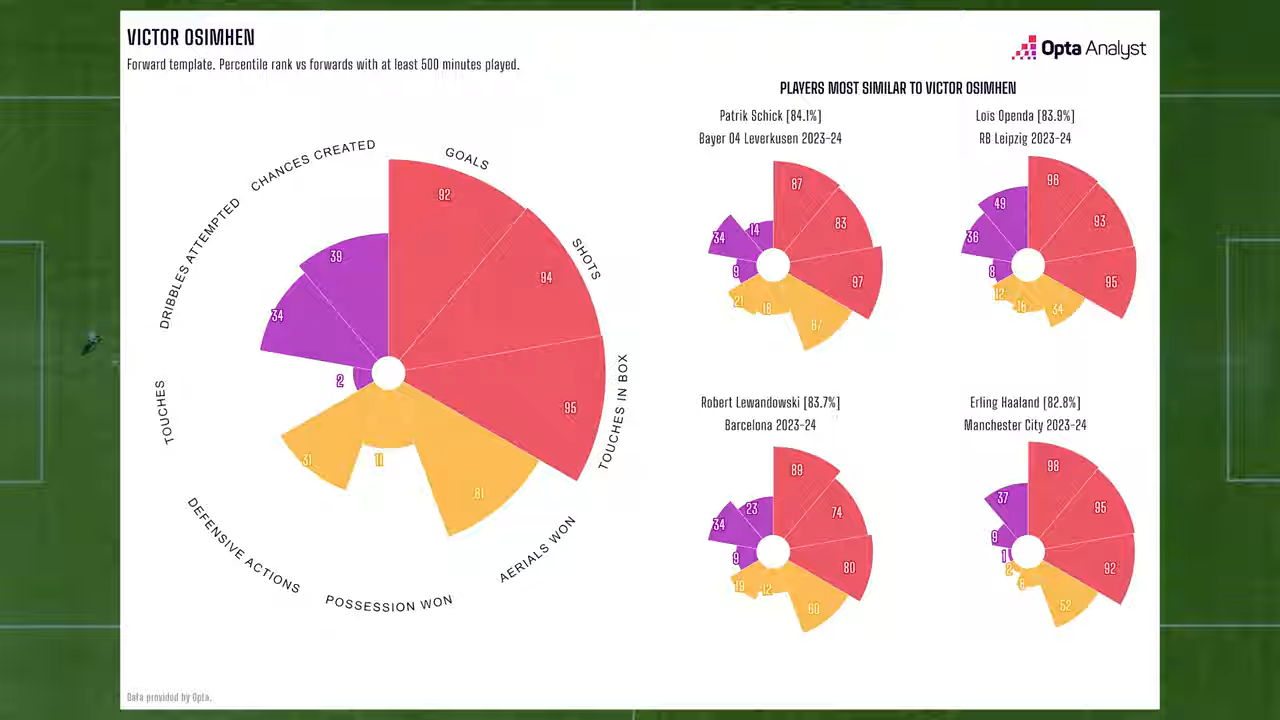 VICTOR OSIMHEN
Forward template. Percentile rank vs forwards with at least 500 minutes played.
Opta Analyst
CHANCES CREATED
GOALS
SHOTS
TOUCHES IN BOX
AERIALS WON
POSSESSION WON
DEFENSIVE ACTIONS
TOUCHES
DRIBBLES ATTEMPTED
92
94
95
81
11
31
2
34
39
PLAYERS MOST SIMILAR TO VICTOR OSIMHEN
Patrik Schick [84.1%]
Bayer 04 Leverkusen 2023-24
87
83
97
67
18
21
9
34
14
Loïs Openda [83.9%]
RB Leipzig 2023-24
96
93
95
34
16
12
8
36
49
Robert Lewandowski [83.7%]
Barcelona 2023-24
89
74
80
60
12
19
9
34
23
Erling Haaland [82.8%]
Manchester City 2023-24
98
95
92
52
6
2
1
9
37
Data provided by Opta.